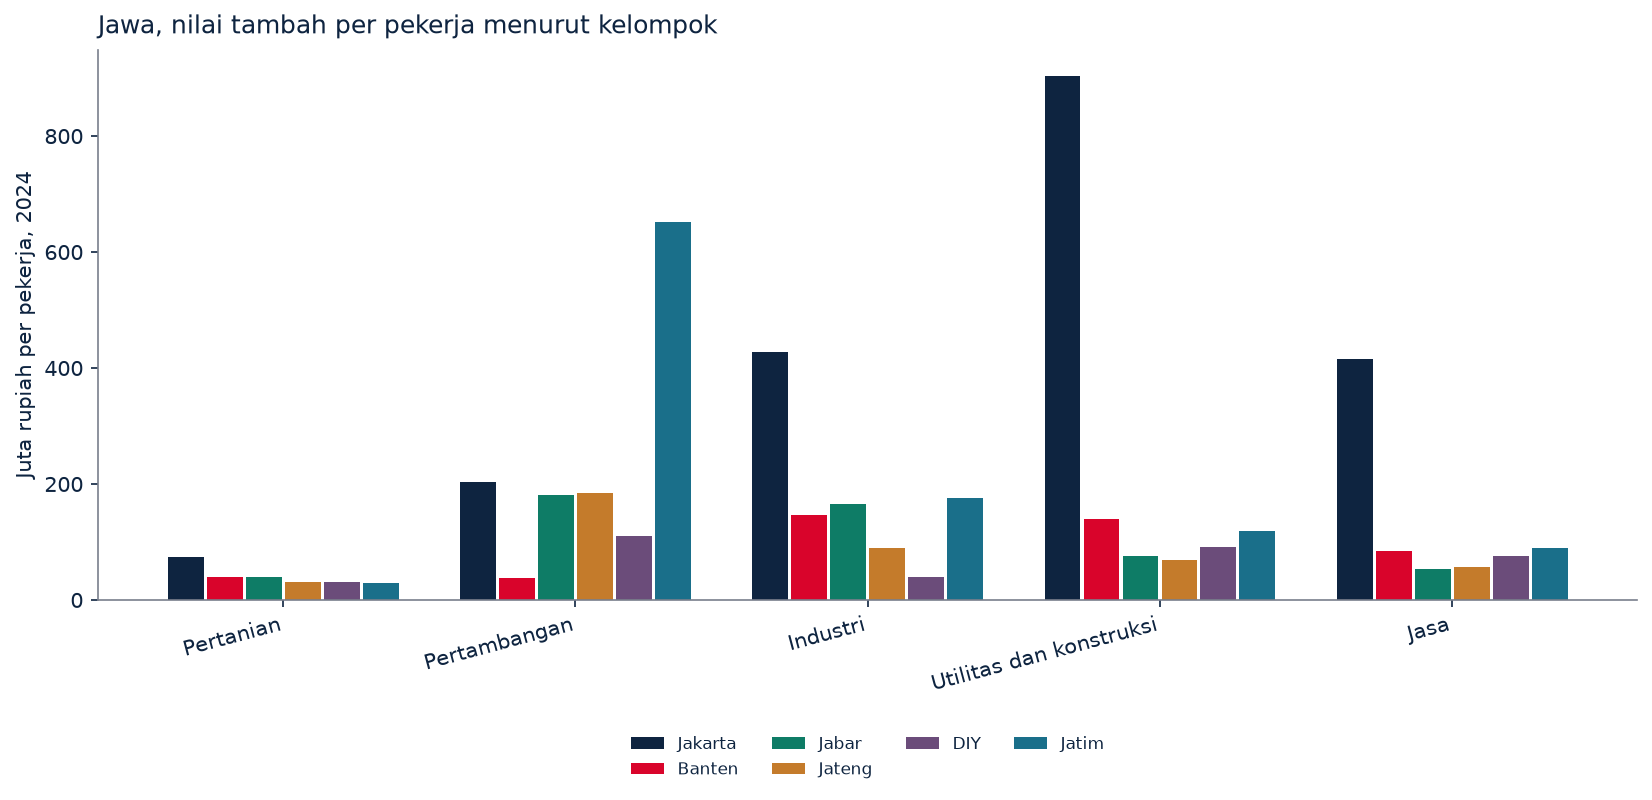 Jawa, nilai tambah per pekerja menurut kelompok
Juta rupiah per pekerja, 2024
800
600
400
200
0
Pertanian
Pertambangan
Industri
Utilitas dan konstruksi
Jasa
Jakarta
Jabar
DIY
Jatim
Banten
Jateng